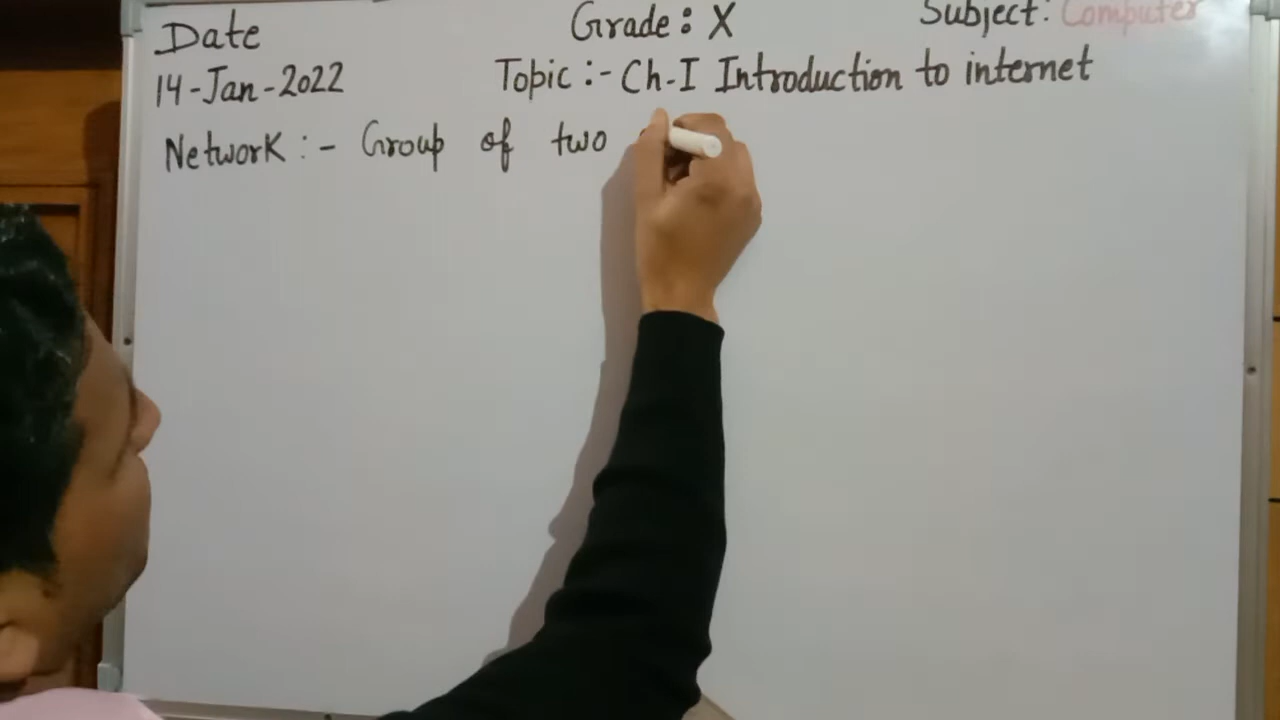 Date Grade: X Subject: Computer
14-Jan-2022 Topic:- Ch-I Introduction to internet
Network:- Group of two